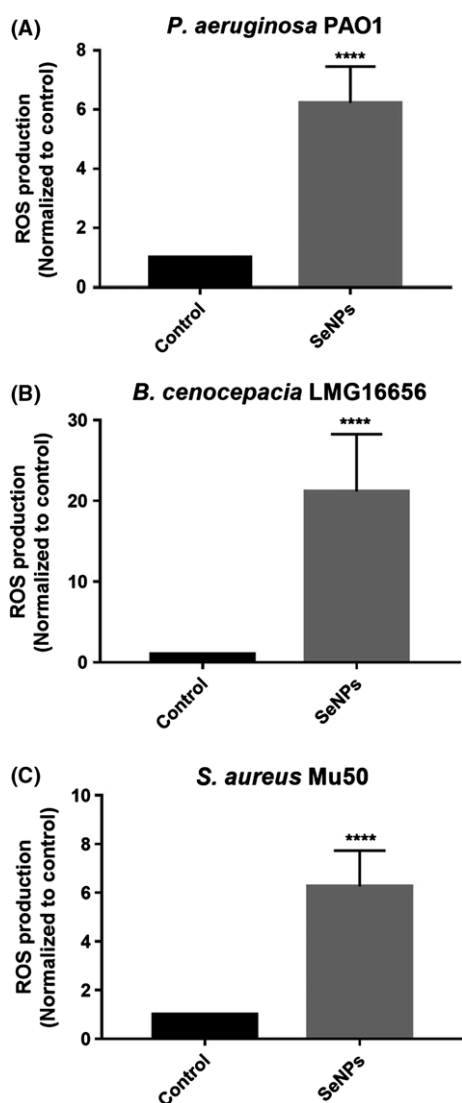 (A)
P. aeruginosa PAO1
ROS production
(Normalized to control)
8
6
4
2
0
****
Control
SeNPs
(B)
B. cenocepacia LMG16656
ROS production
(Normalized to control)
30
20
10
0
****
Control
SeNPs
(C)
S. aureus Mu50
ROS production
(Normalized to control)
10
8
6
4
2
0
****
Control
SeNPs